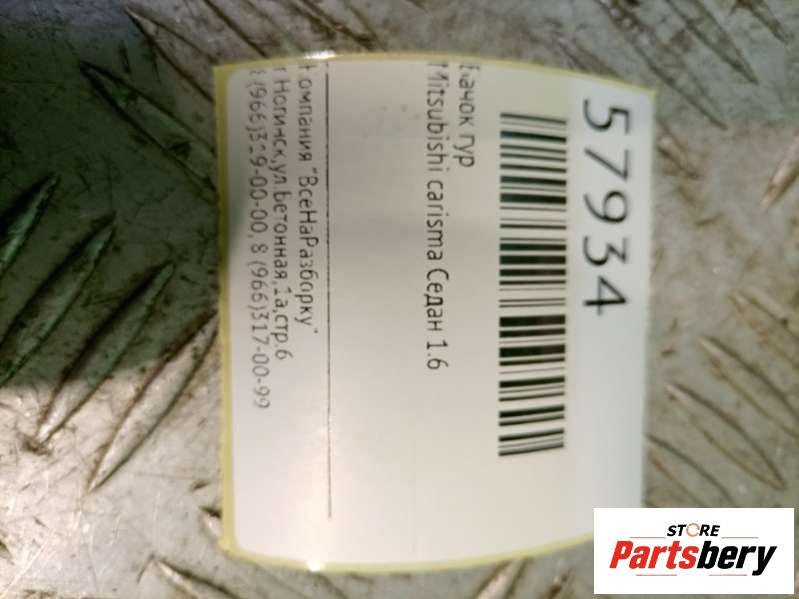 57934
Бачок гур
Mitsubishi carisma Седан 1.6
Компания "ВсеНаРазборку"
г.Ногинск,ул.Бетонная,1а,стр.6
8(966)319-00-00, 8 (966)317-00-99
STORE
Partsbery